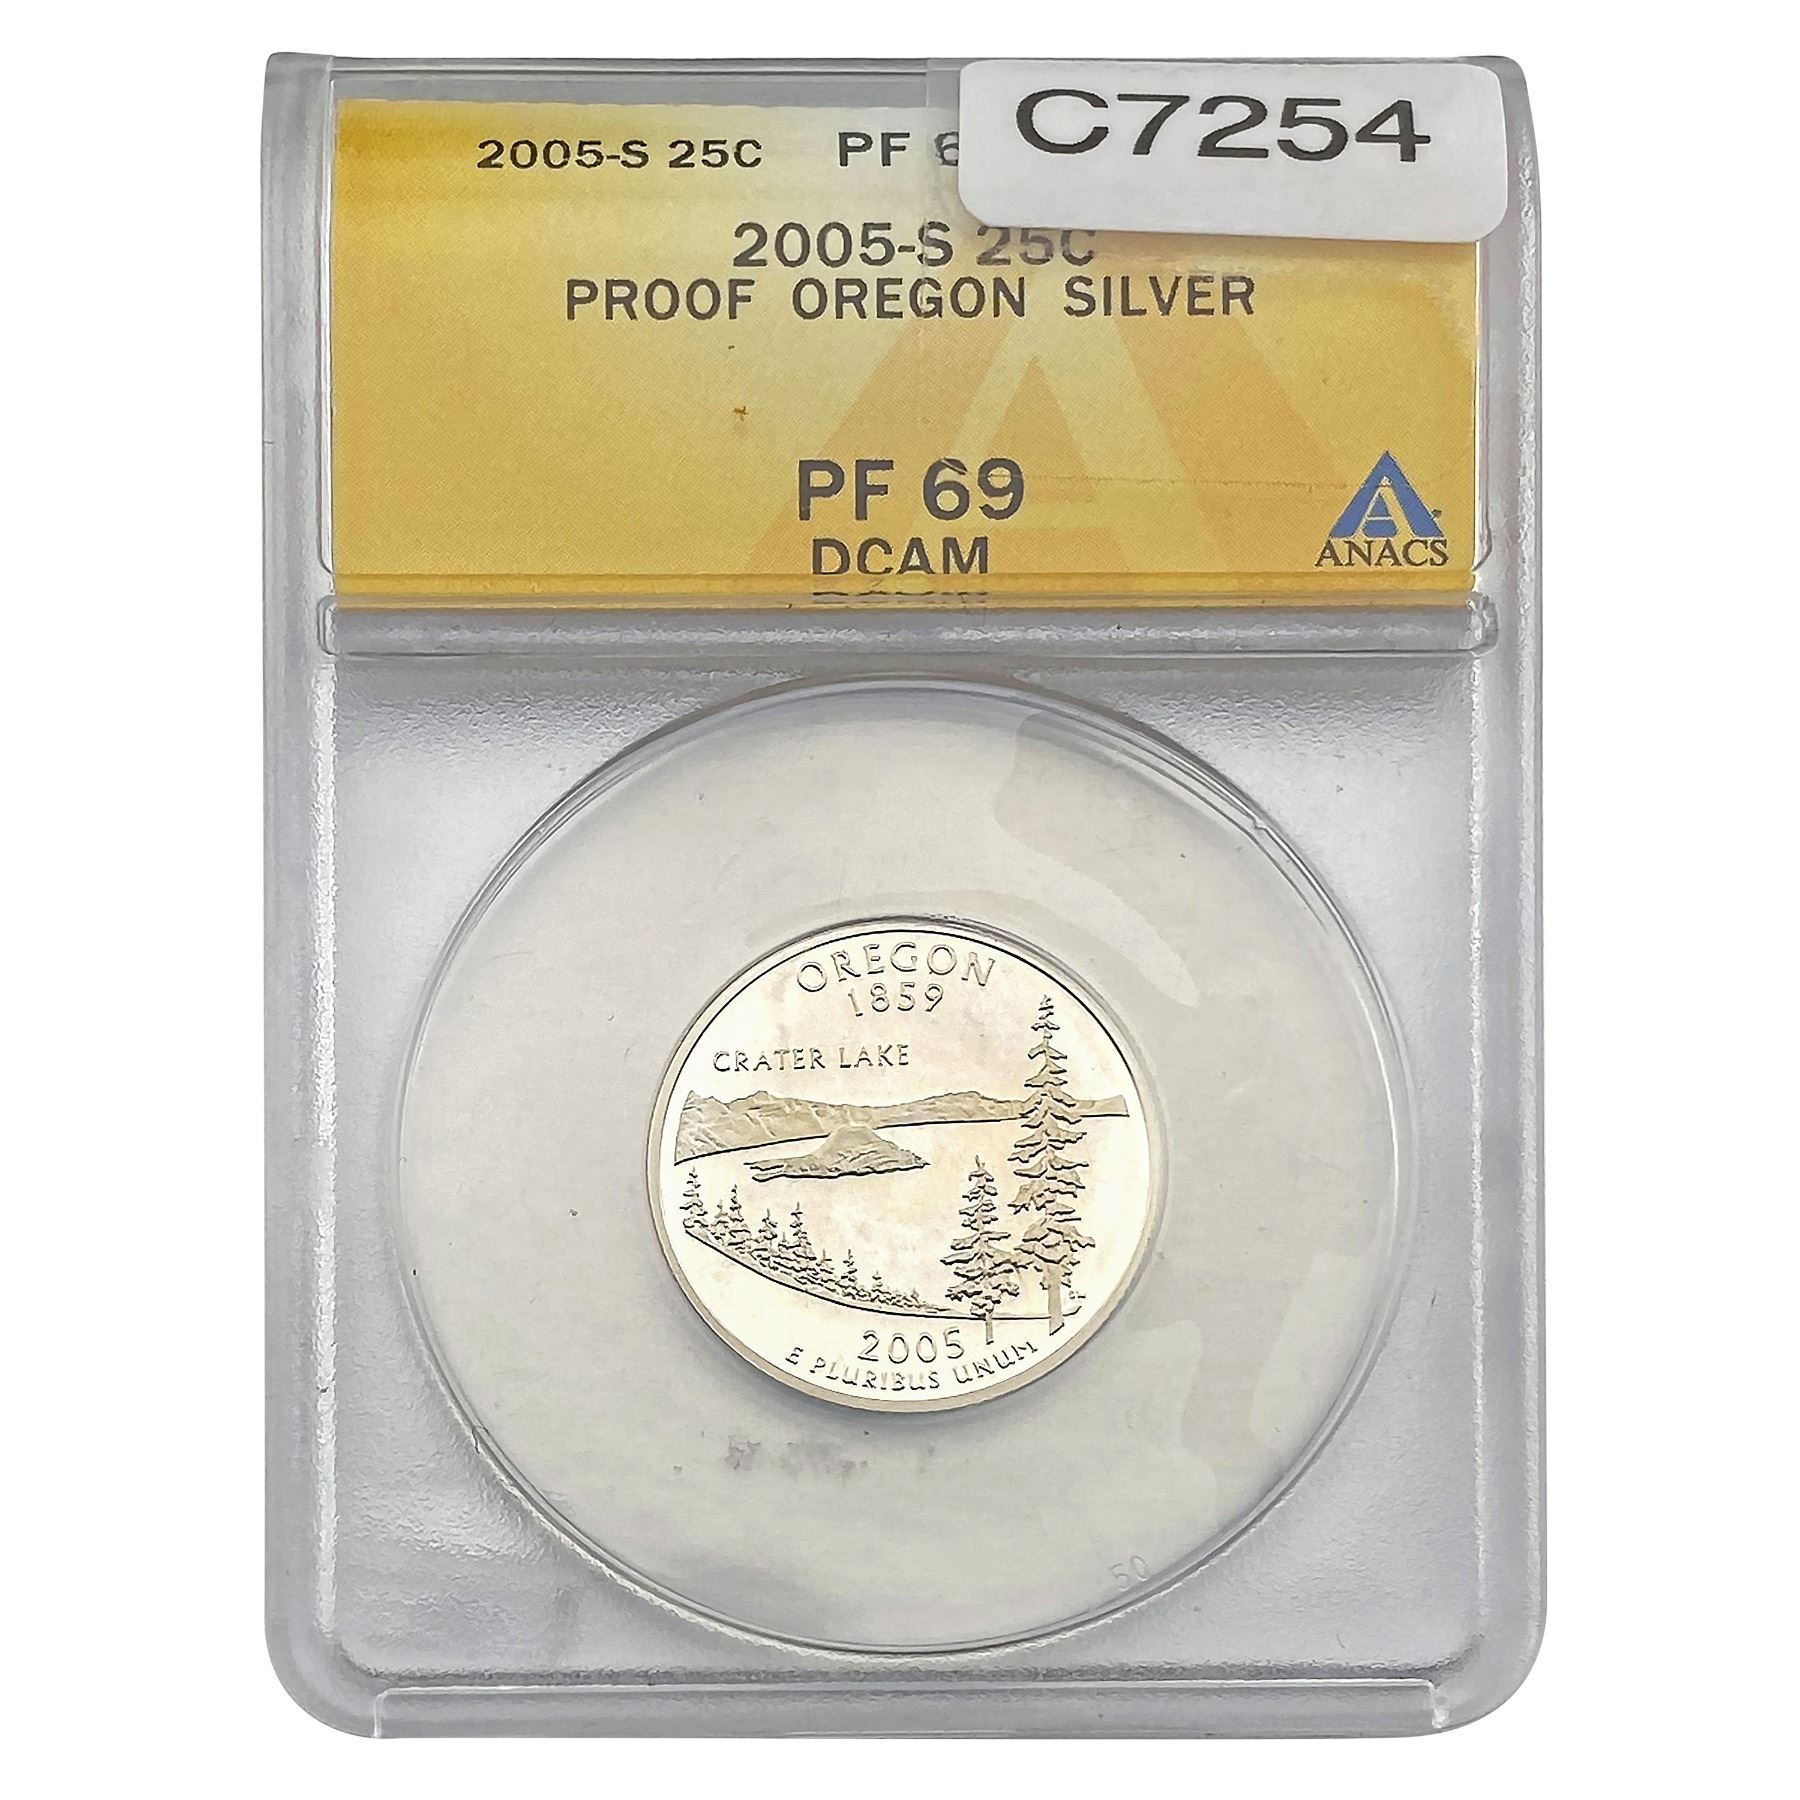 C7254
2005-S 25C PF 6
2005-S 25C
PROOF OREGON SILVER
PF 69
DCAM
ANACS
OREGON
1859
CRATER LAKE
2005
E PLURIBUS UNUM
50